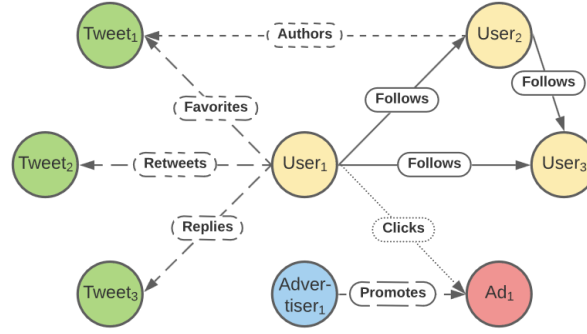 Tweet₁
Authors
User₂
Favorites
Follows
Follows
Tweet₂
Retweets
User₁
Follows
User₃
Replies
Clicks
Tweet₃
Adver-
tiser₁
Promotes
Ad₁